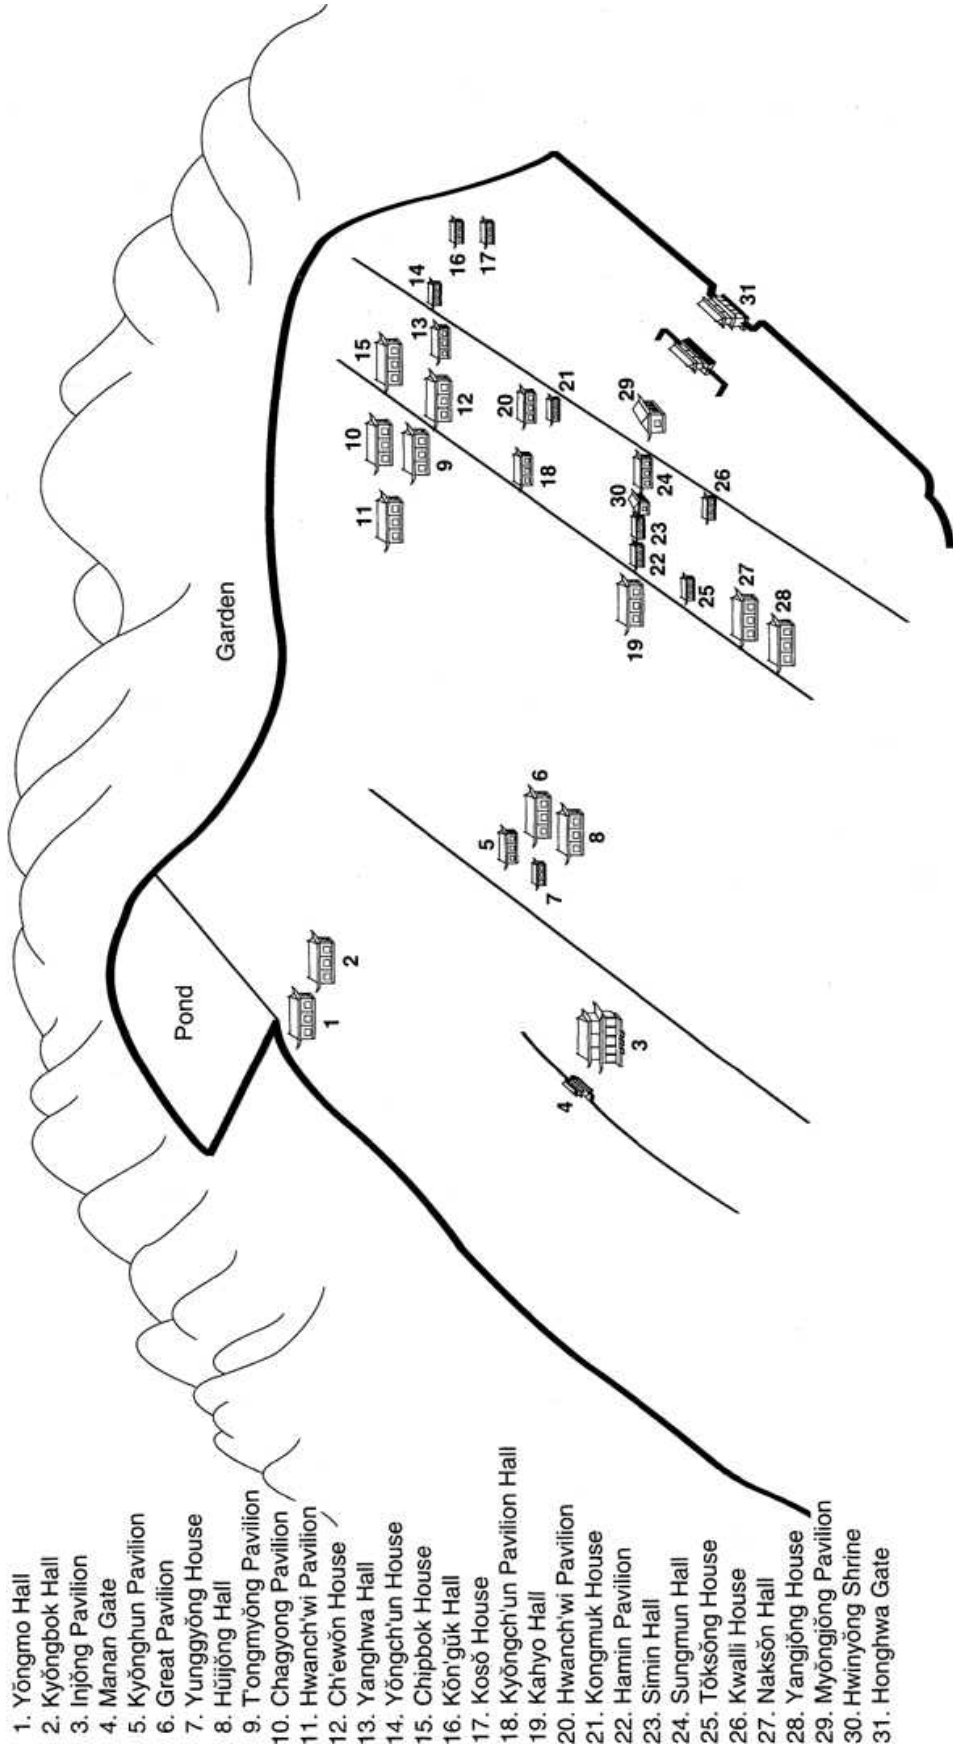 1. Yŏngmo Hall
2. Kyŏngbok Hall
3. Injŏng Pavilion
4. Manan Gate
5. Kyŏnghun Pavilion
6. Great Pavilion
7. Yunggyŏng House
8. Hŭijŏng Hall
9. T'ongmyŏng Pavilion
10. Chagyong Pavilion
11. Hwanch'wi Pavilion
12. Ch'ewŏn House
13. Yanghwa Hall
14. Yŏngch'un House
15. Chipbok House
16. Kŏn'gŭk Hall
17. Kosŏ House
18. Kyŏngch'un Pavilion Hall
19. Kahyo Hall
20. Hwanch'wi Pavilion
21. Kongmuk House
22. Hamin Pavilion
23. Simin Hall
24. Sungmun Hall
25. Tŏksŏng House
26. Kwalli House
27. Naksŏn Hall
28. Yangjŏng House
29. Myŏngjŏng Pavilion
30. Hwinyŏng Shrine
31. Honghwa Gate
Pond
Garden
1
2
3
4
5
6
7
8
9
10
11
12
13
14
15
16
17
18
19
20
21
22
23
30
24
25
26
27
28
29
31